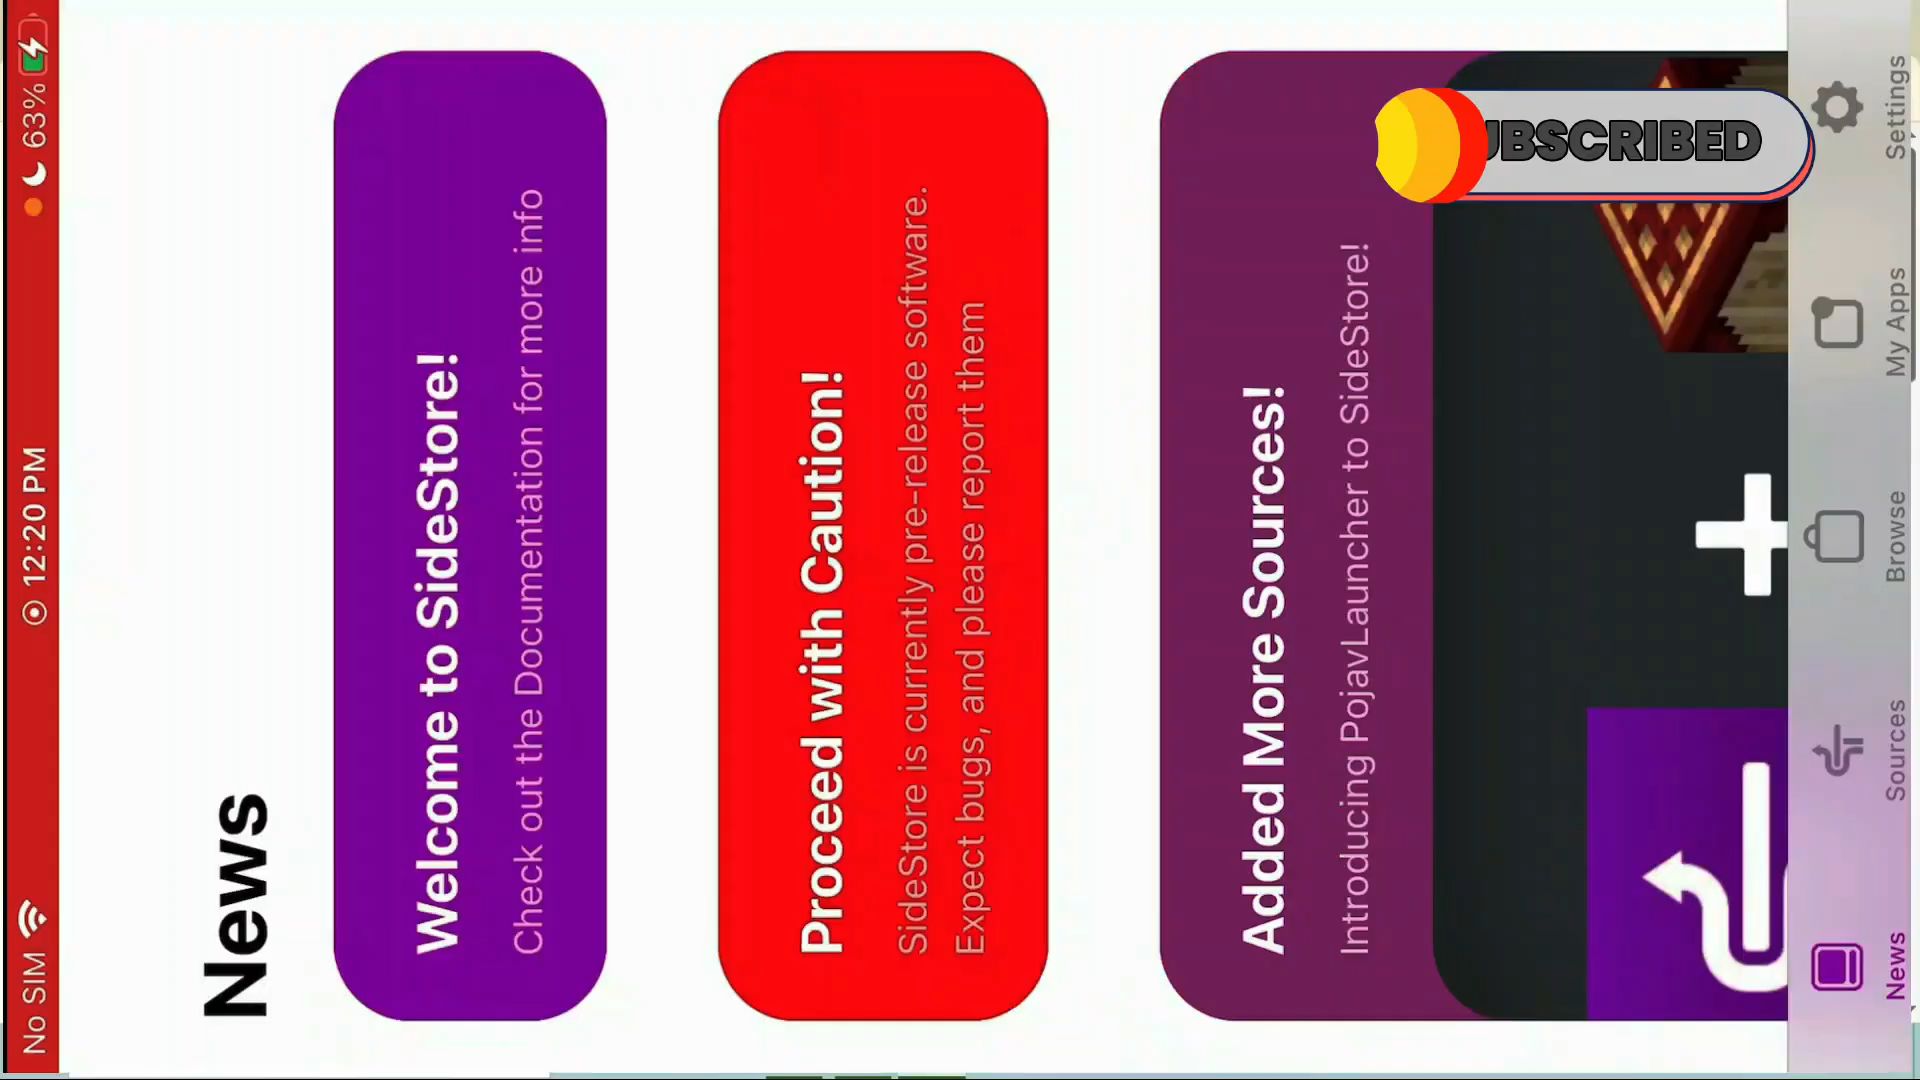 No SIM
12:20 PM
63%
News
Welcome to SideStore!
Check out the Documentation for more info
Proceed with Caution!
SideStore is currently pre-release software.
Expect bugs, and please report them
Added More Sources!
Introducing PojavLauncher to SideStore!
UBSCRIBED
News
Sources
Browse
My Apps
Settings